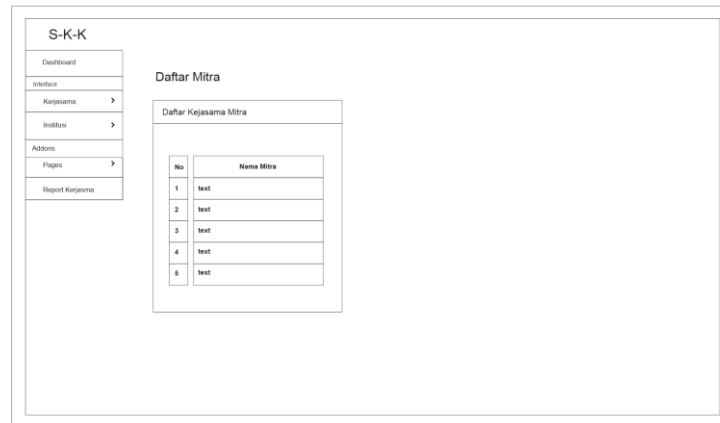 S-K-K
Dashboard
Interface
Kerjasama
Institusi
Addons
Pages
Report Kerjasma
Daftar Mitra
Daftar Kejasama Mitra
No Nama Mitra
1 text
2 text
3 text
4 text
5 text